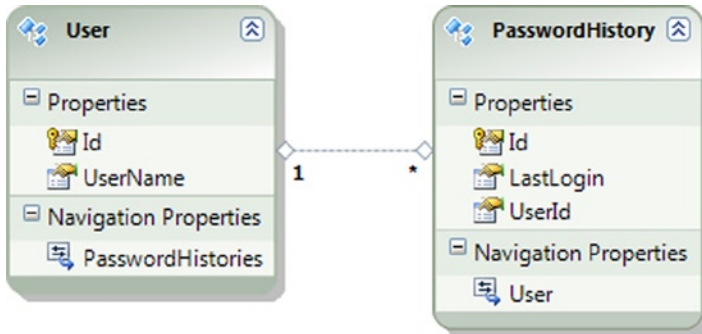 User
Properties
Id
UserName
Navigation Properties
PasswordHistories
1
*
PasswordHistory
Properties
Id
LastLogin
UserId
Navigation Properties
User